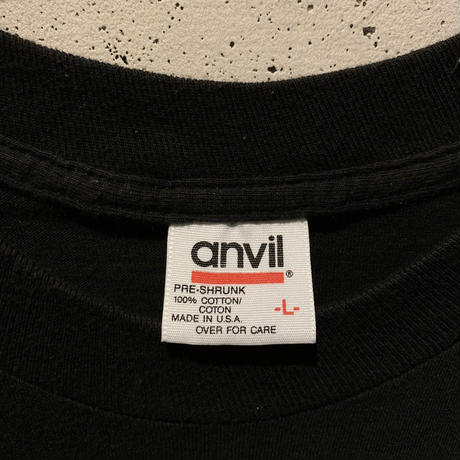 anvil
®
PRE-SHRUNK
100% COTTON/
COTON
MADE IN U.S.A.
OVER FOR CARE
-L-